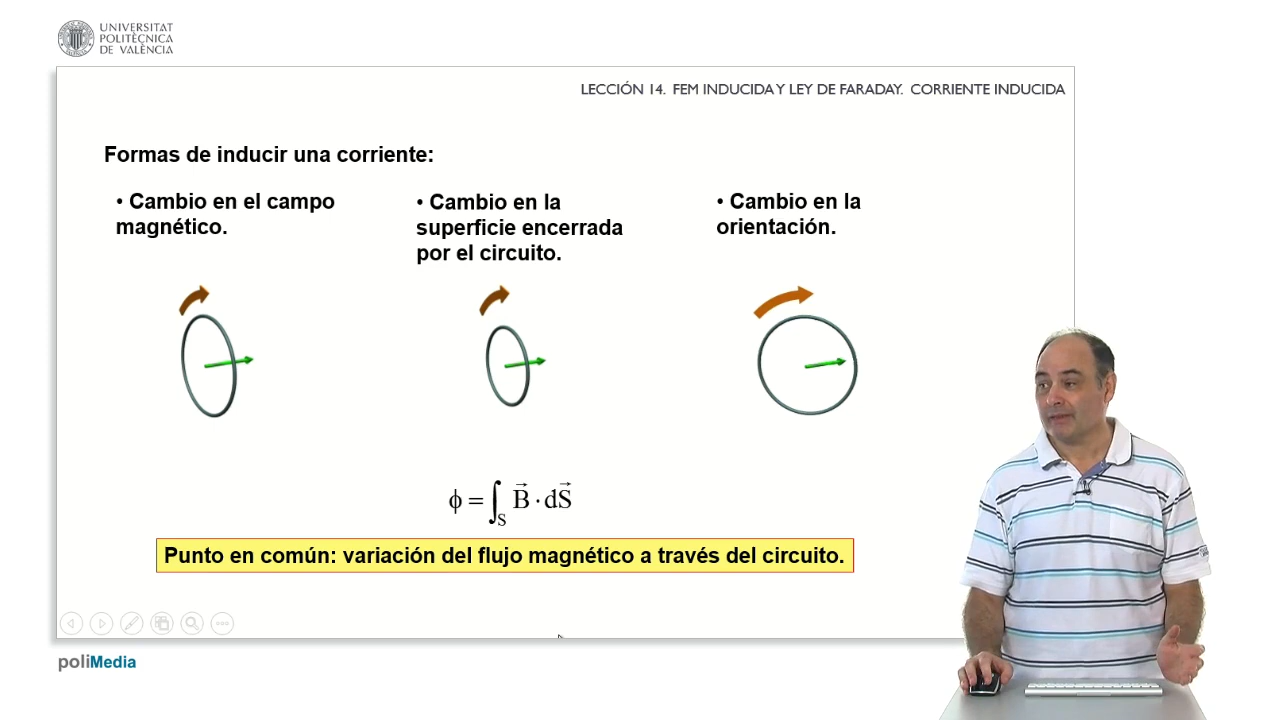 UNIVERSITAT
POLITÈCNICA
DE VALÈNCIA
LECCIÓN 14. FEM INDUCIDA Y LEY DE FARADAY. CORRIENTE INDUCIDA
Formas de inducir una corriente:
• Cambio en el campo
magnético.
• Cambio en la
superficie encerrada
por el circuito.
• Cambio en la
orientación.
ϕ = ∫_S B⃗ · dS⃗
Punto en común: variación del flujo magnético a través del circuito.
poliMedia